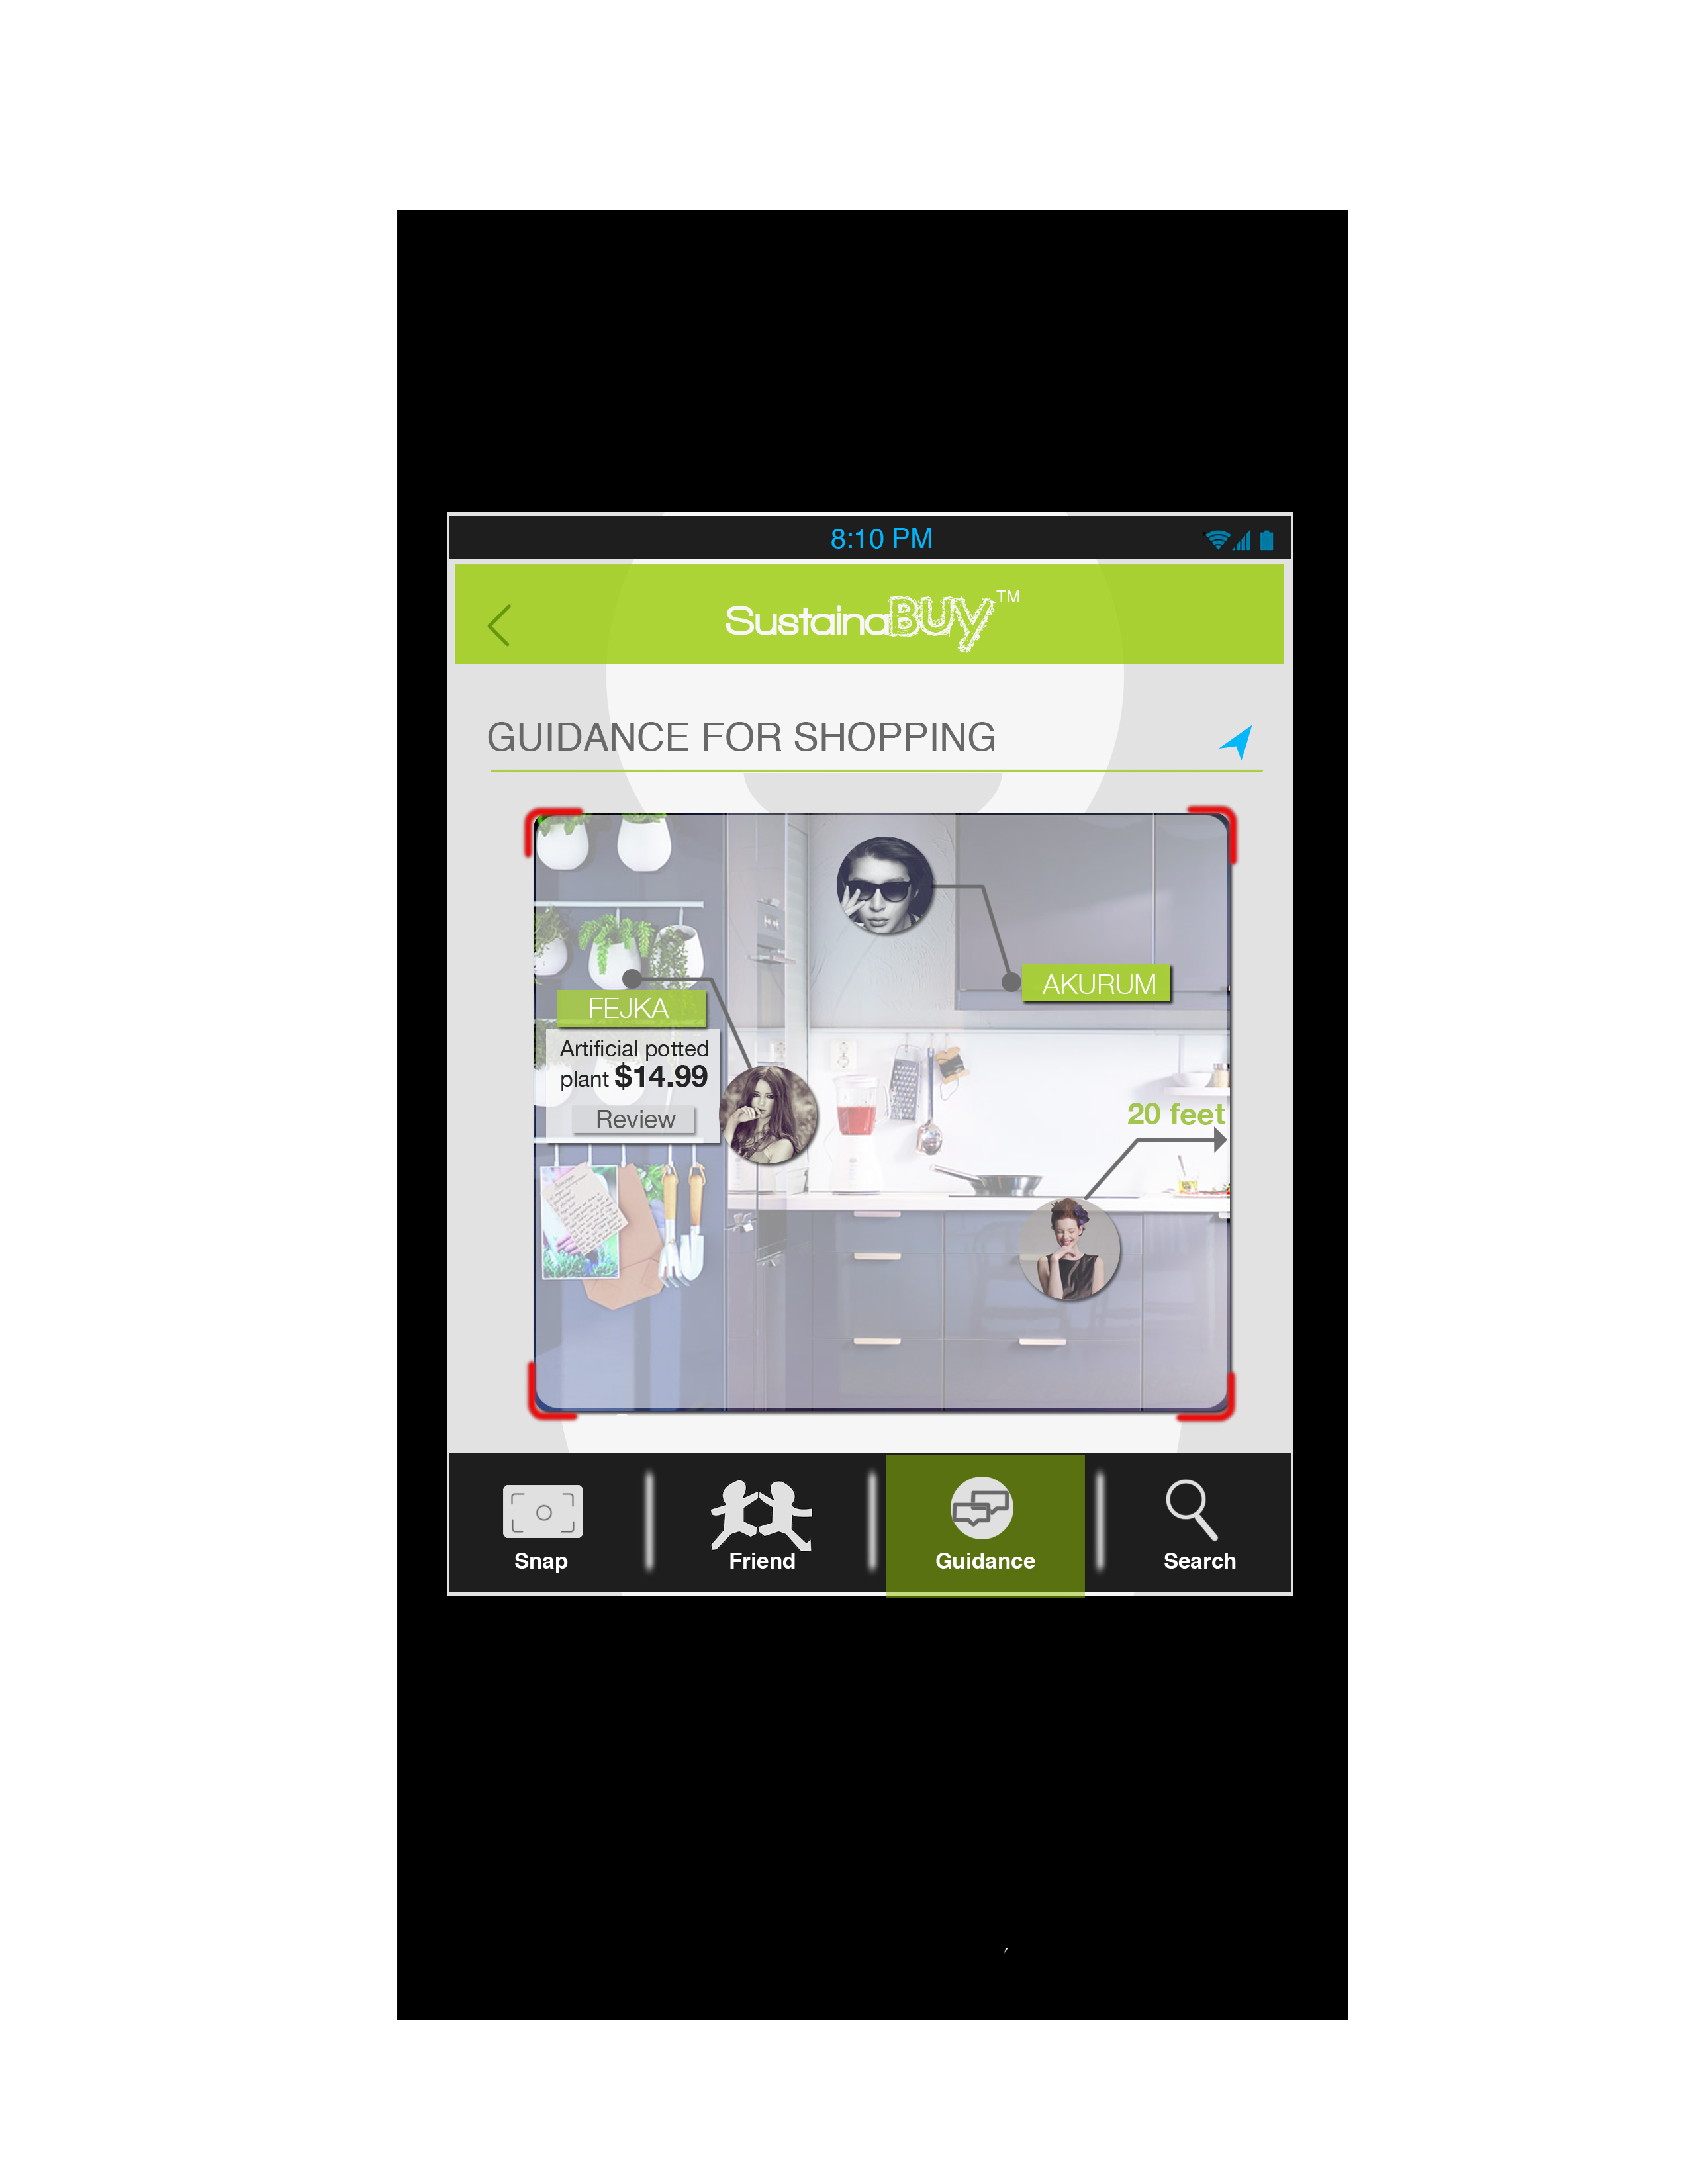 8:10 PM
SustainaBUY™
GUIDANCE FOR SHOPPING
AKURUM
FEJKA
Artificial potted
plant $14.99
Review
20 feet
Snap
Friend
Guidance
Search